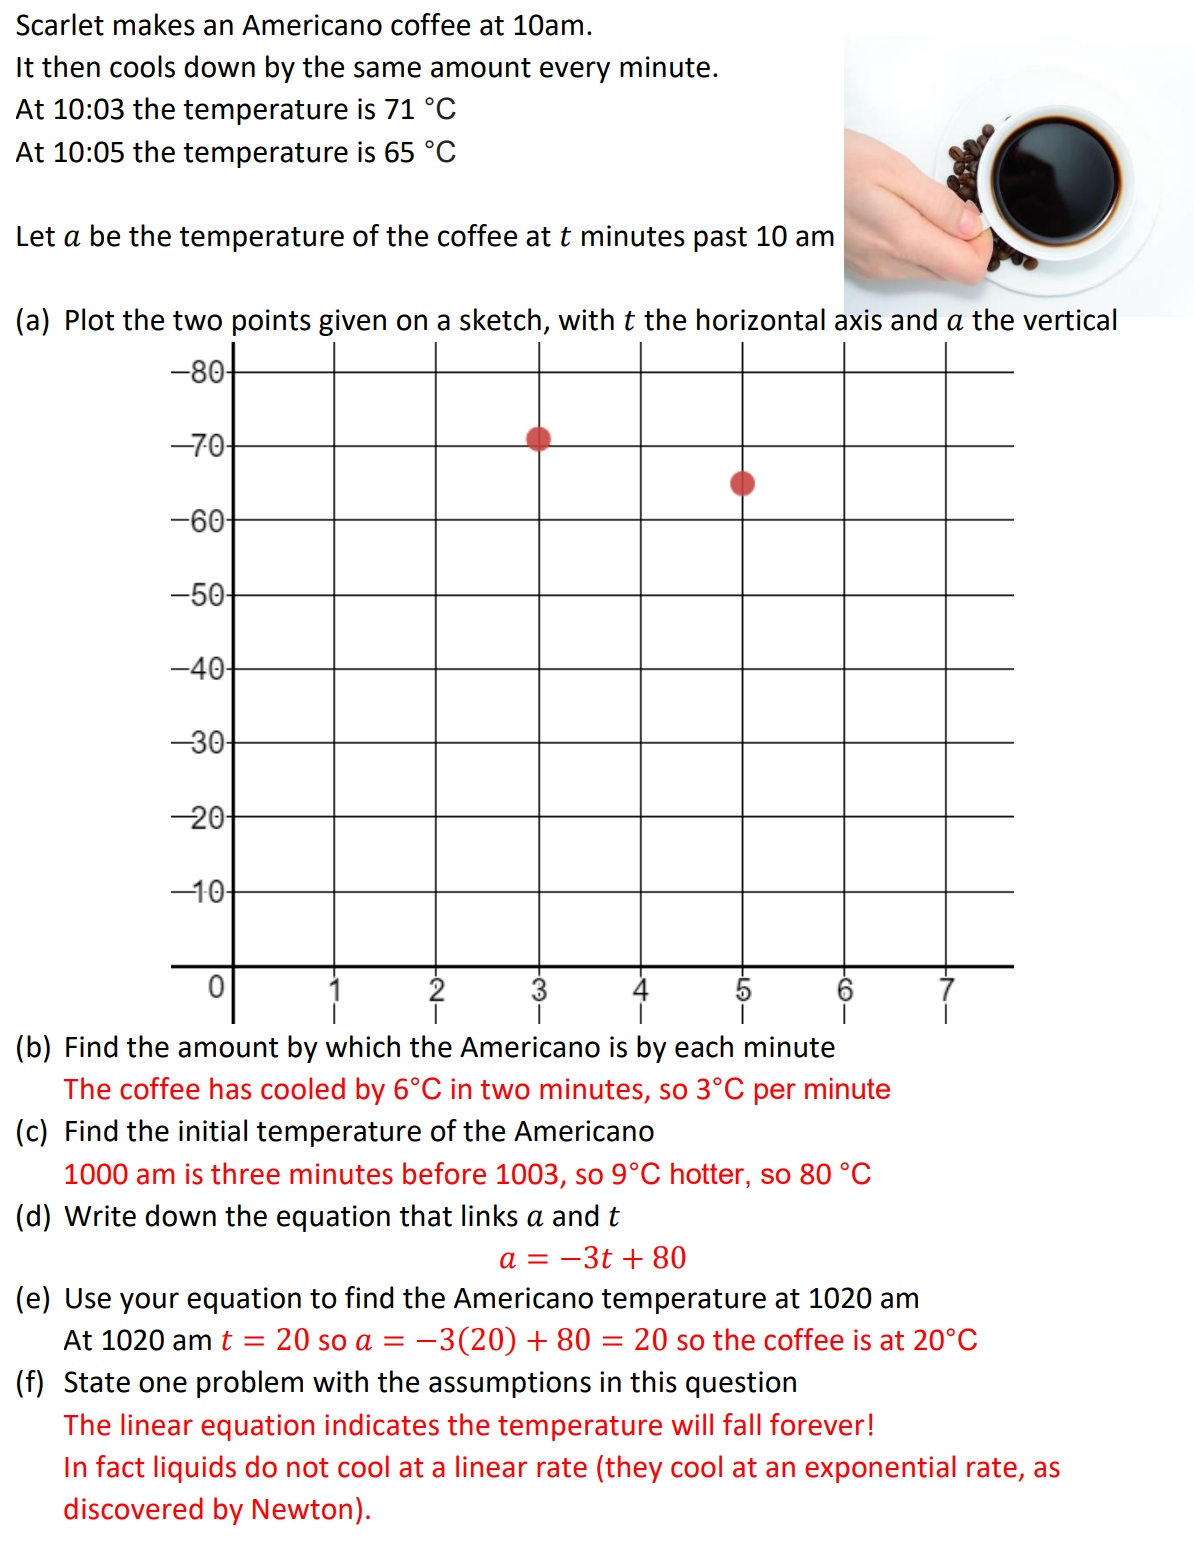 Scarlet makes an Americano coffee at 10am.
It then cools down by the same amount every minute.
At 10:03 the temperature is 71 °C
At 10:05 the temperature is 65 °C
Let a be the temperature of the coffee at t minutes past 10 am
(a) Plot the two points given on a sketch, with t the horizontal axis and a the vertical
80
70
60
50
40
30
20
10
0 1 2 3 4 5 6 7
(b) Find the amount by which the Americano is by each minute
The coffee has cooled by 6°C in two minutes, so 3°C per minute
(c) Find the initial temperature of the Americano
1000 am is three minutes before 1003, so 9°C hotter, so 80 °C
(d) Write down the equation that links a and t
a = −3t + 80
(e) Use your equation to find the Americano temperature at 1020 am
At 1020 am t = 20 so a = −3(20) + 80 = 20 so the coffee is at 20°C
(f) State one problem with the assumptions in this question
The linear equation indicates the temperature will fall forever!
In fact liquids do not cool at a linear rate (they cool at an exponential rate, as
discovered by Newton).